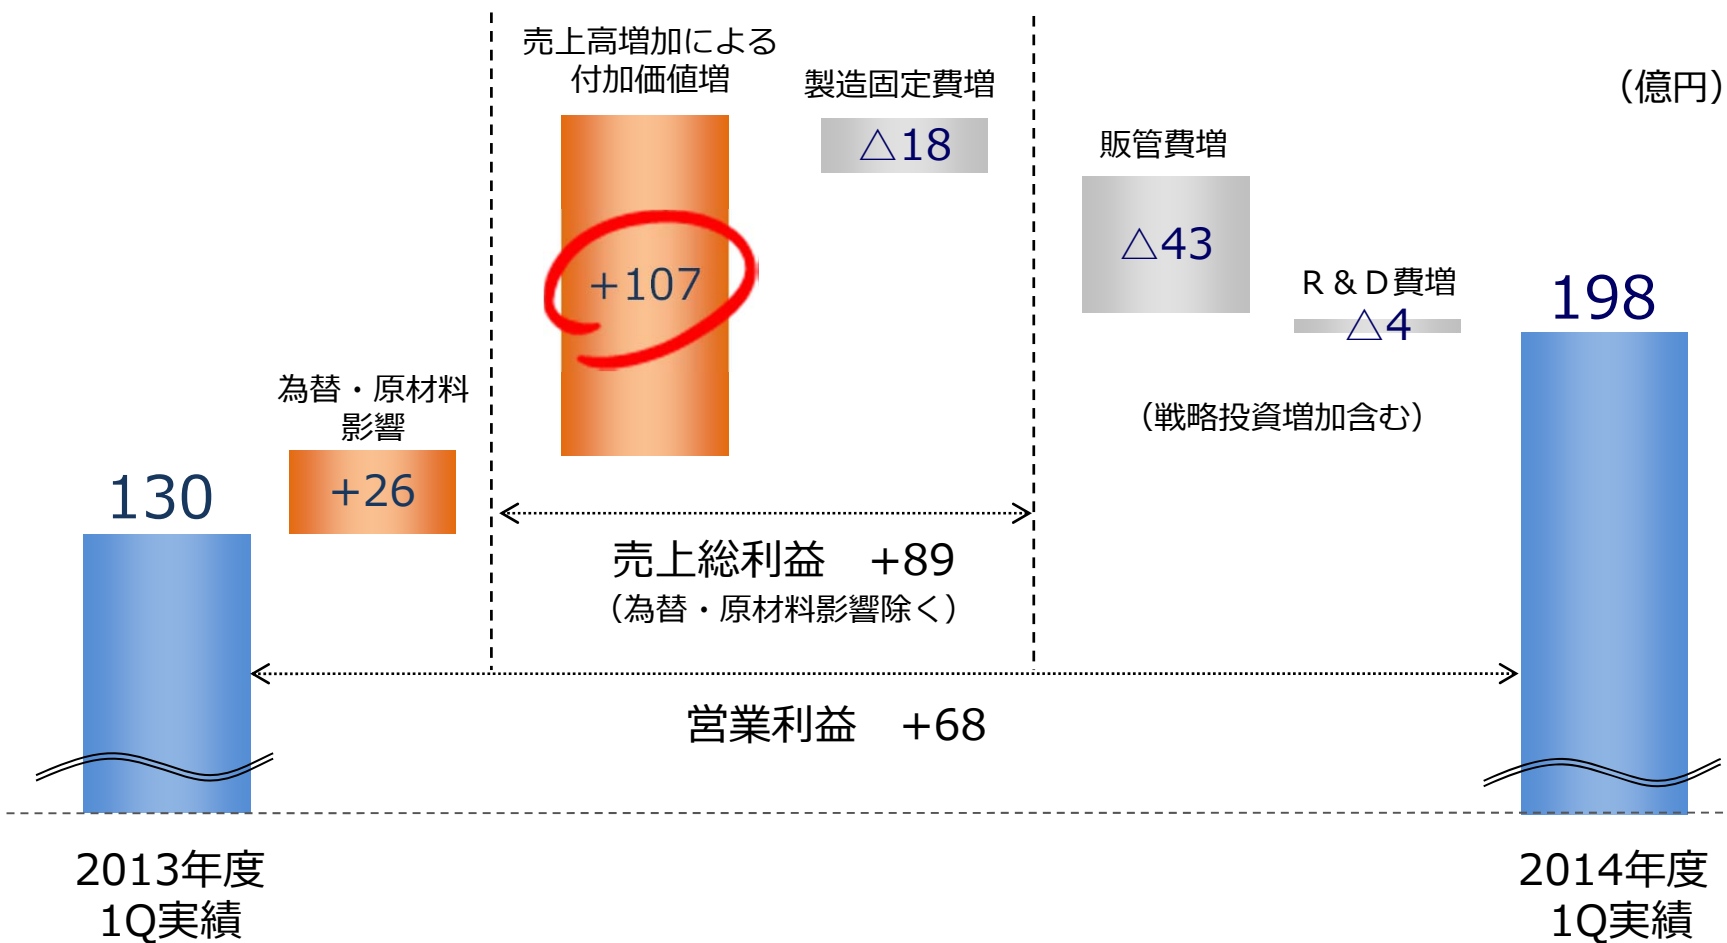 （億円）
売上高増加による
付加価値増
+107
製造固定費増
△18
販管費増
△43
Ｒ＆Ｄ費増
△4
（戦略投資増加含む）
198
為替・原材料
影響
+26
130
売上総利益　+89
（為替・原材料影響除く）
営業利益　+68
2013年度
1Q実績
2014年度
1Q実績